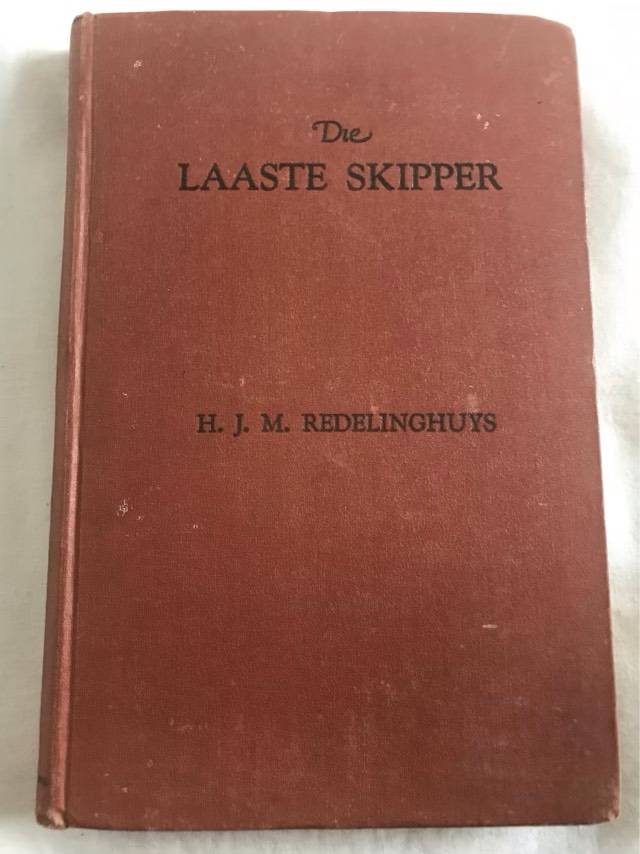 Die
LAASTE SKIPPER
H. J. M. REDELINGHUYS